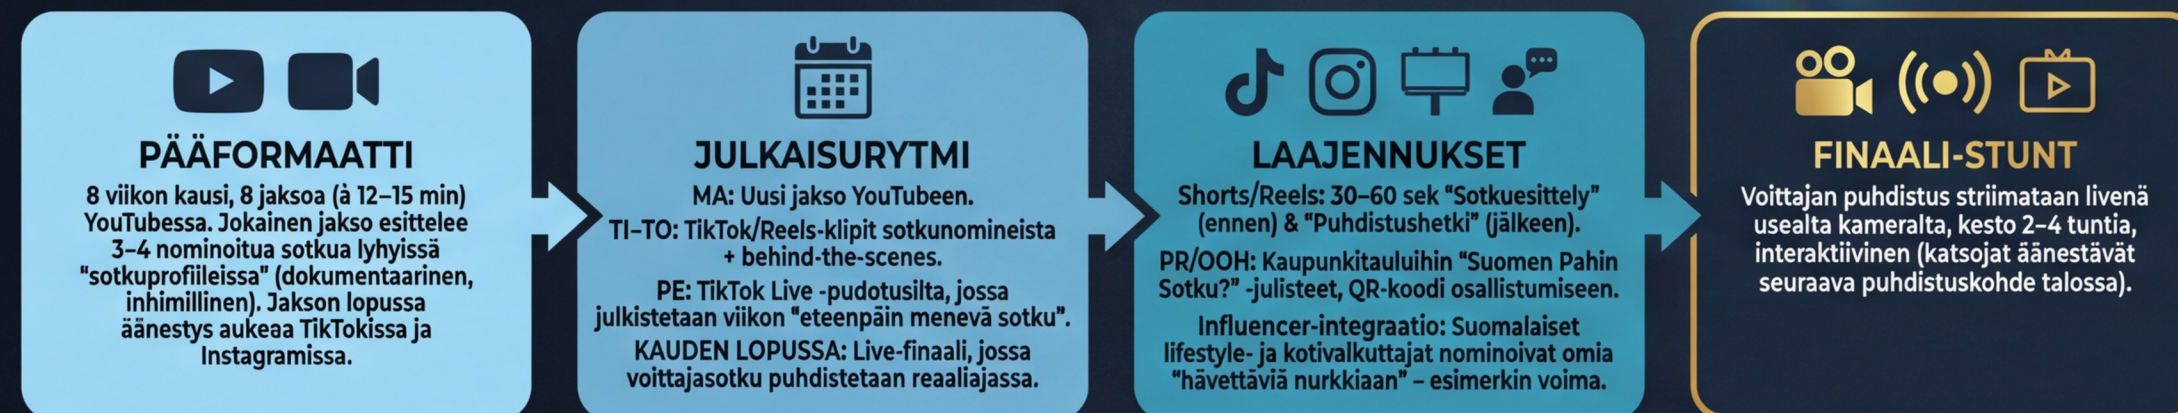 PÄÄFORMAATTI
8 viikon kausi, 8 jaksoa (à 12–15 min)
YouTubessa. Jokainen jakso esittelee
3–4 nominoitua sotkua lyhyissä
"sotkuprofiileissa" (dokumentaarinen,
inhimillinen). Jakson lopussa
äänestys aukeaa TikTokissa ja
Instagramissa.
JULKAISURYTMI
MA: Uusi jakso YouTubeen.
TI–TO: TikTok/Reels-klipit sotkunomineista
+ behind-the-scenes.
PE: TikTok Live -pudotusilta, jossa
julkistetaan viikon "eteenpäin menevä sotku".
KAUDEN LOPUSSA: Live-finaali, jossa
voittajasotku puhdistetaan reaaliajassa.
LAAJENNUKSET
Shorts/Reels: 30–60 sek "Sotkuesittely"
(ennen) & "Puhdistushetki" (jälkeen).
PR/OOH: Kaupunkitauluihin "Suomen Pahin
Sotku?" -julisteet, QR-koodi osallistumiseen.
Influencer-integraatio: Suomalaiset
lifestyle- ja kotivalkuttajat nominoivat omia
"hävettäviä nurkkiaan" – esimerkin voima.
FINAALI-STUNT
Voittajan puhdistus striimataan livenä
usealta kameralta, kesto 2–4 tuntia,
interaktiivinen (katsojat äänestävät
seuraava puhdistuskohde talossa).